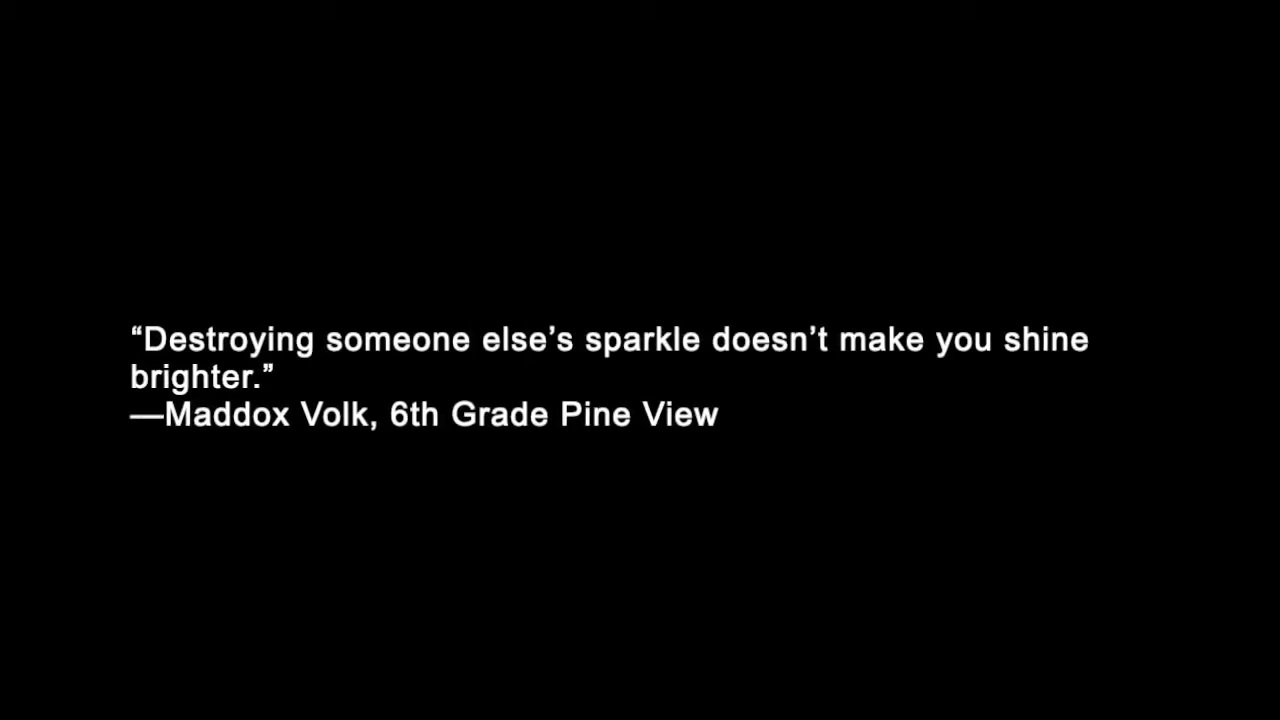 “Destroying someone else’s sparkle doesn’t make you shine
brighter.”
—Maddox Volk, 6th Grade Pine View